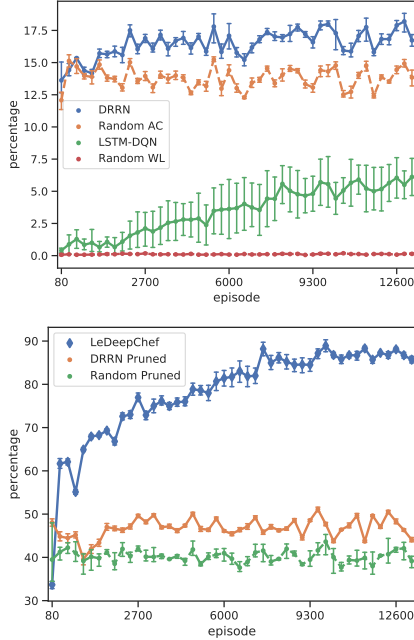 17.5
15.0
12.5
10.0
7.5
5.0
2.5
0.0
percentage
DRRN
Random AC
LSTM-DQN
Random WL
80
2700
6000
9300
12600
episode
90
80
70
60
50
40
30
percentage
LeDeepChef
DRRN Pruned
Random Pruned
80
2700
6000
9300
12600
episode